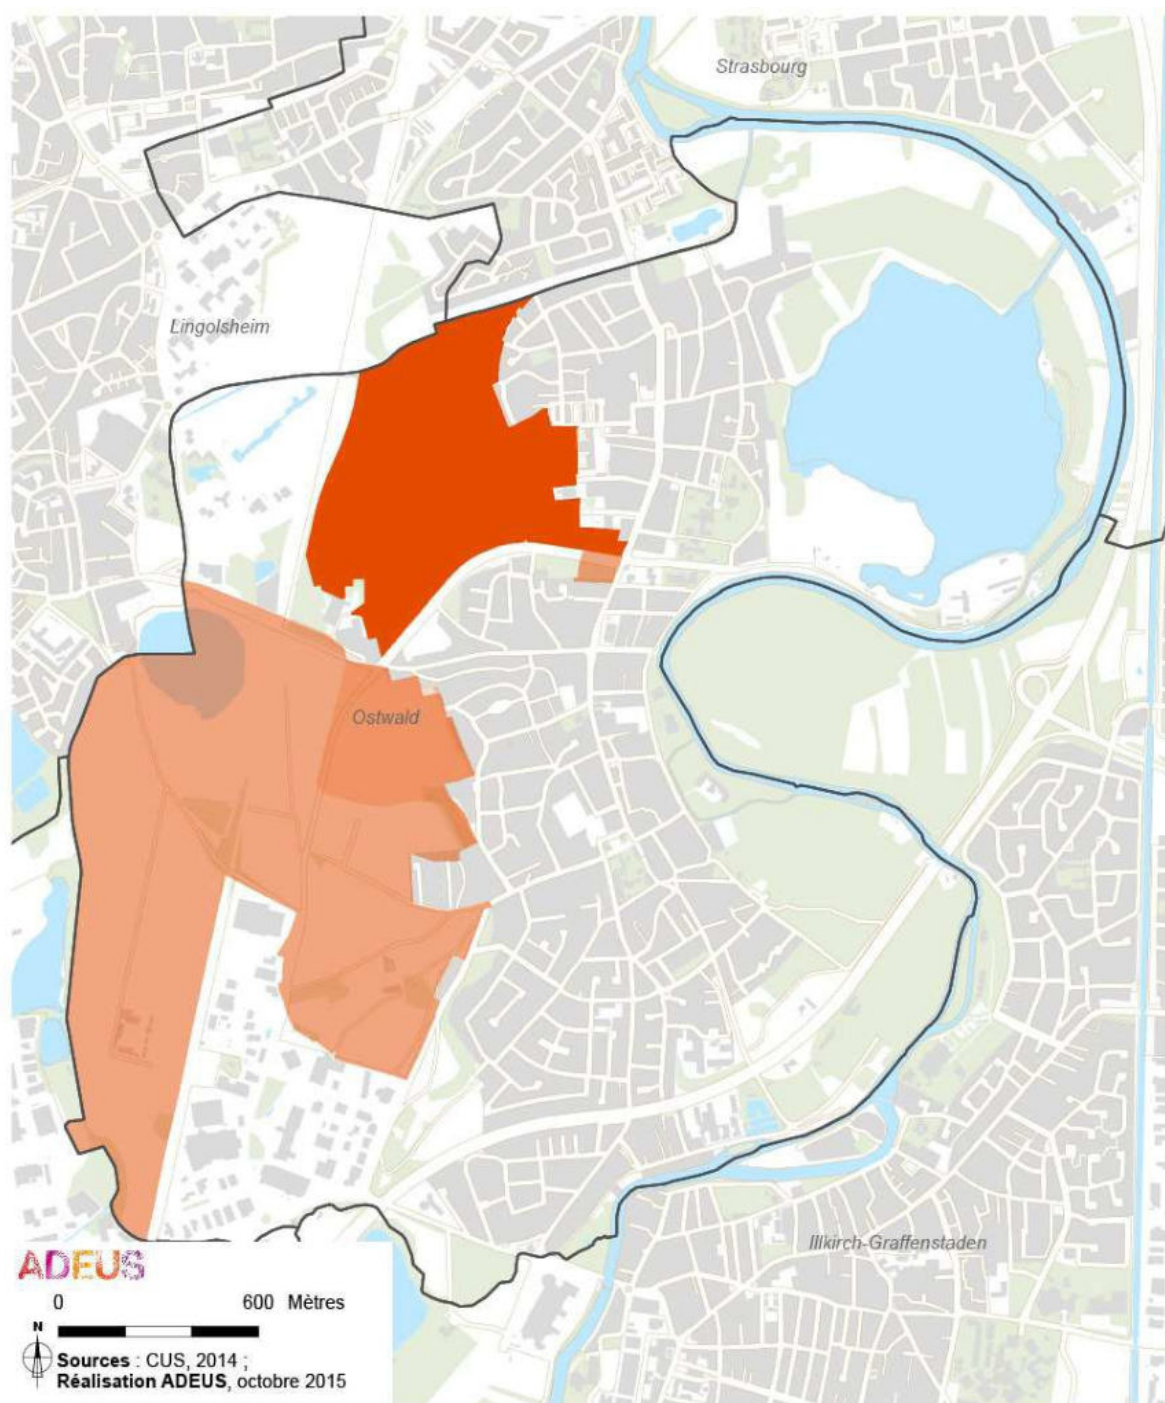 Strasbourg
Lingolsheim
Ostwald
Illkirch-Graffenstaden
ADEUS
0 600 Mètres
N
Sources : CUS, 2014 ;
Réalisation ADEUS, octobre 2015